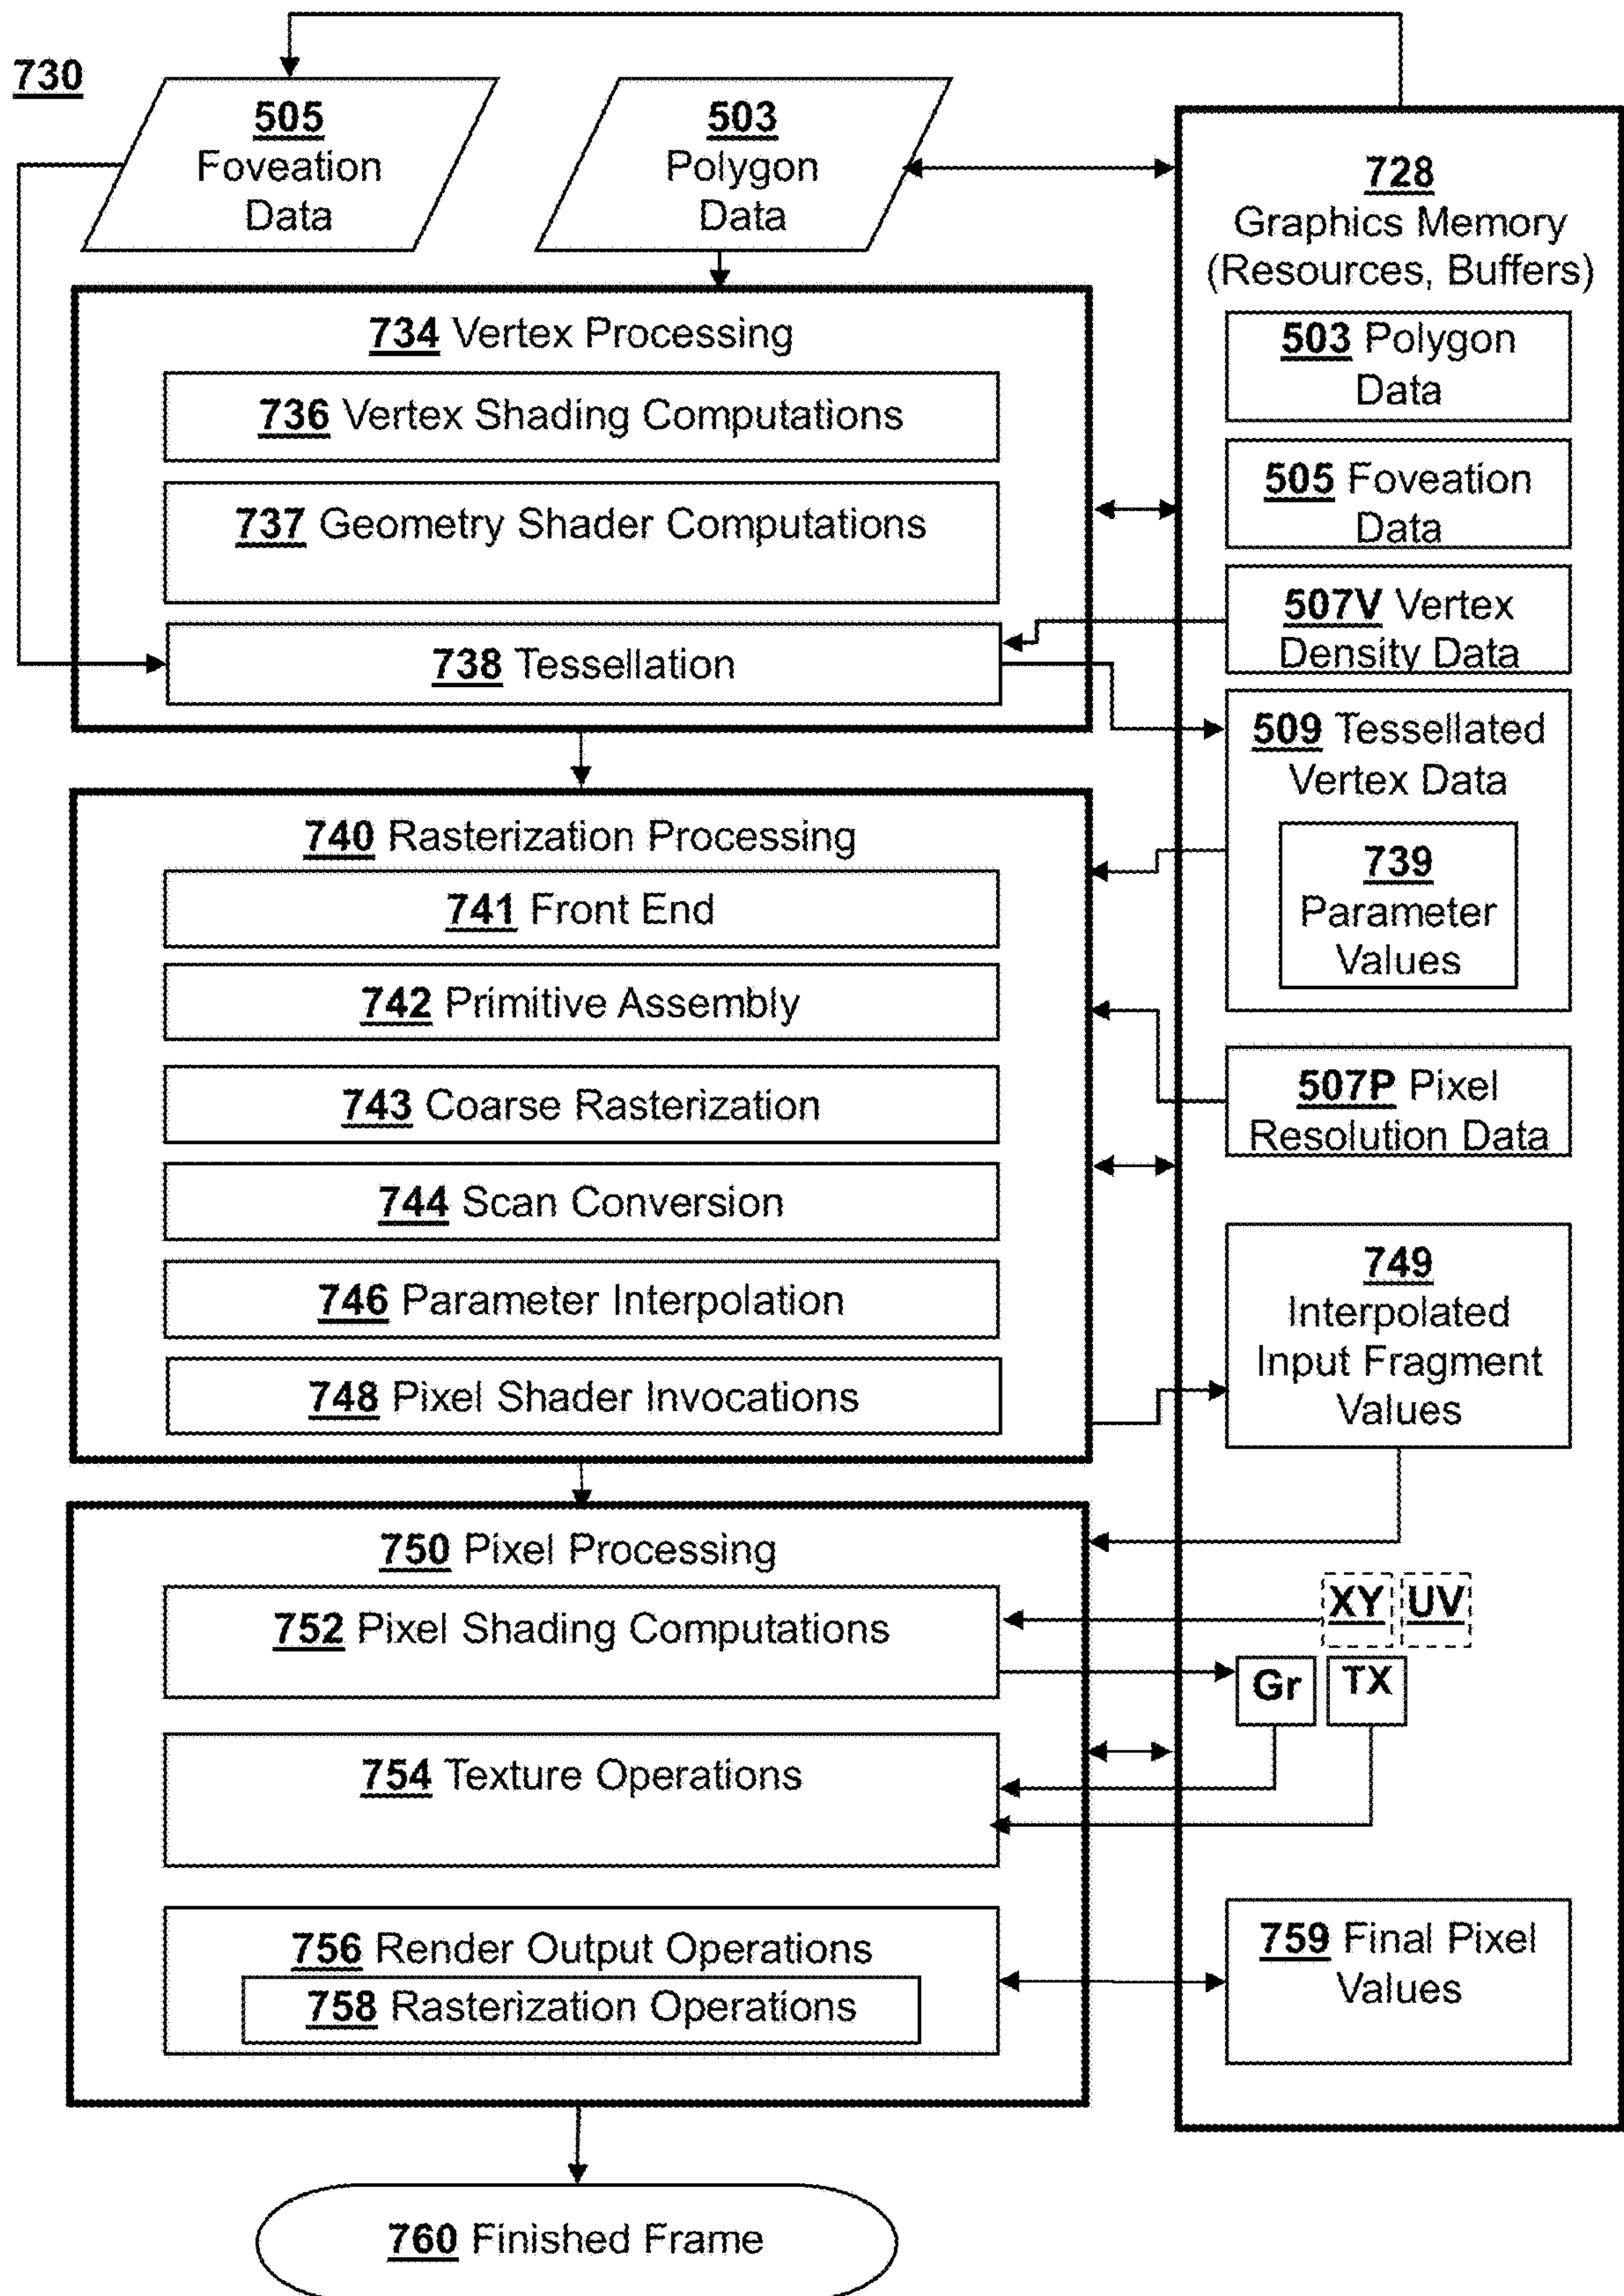 730
505
Foveation
Data
503
Polygon
Data
734 Vertex Processing
736 Vertex Shading Computations
737 Geometry Shader Computations
738 Tessellation
740 Rasterization Processing
741 Front End
742 Primitive Assembly
743 Coarse Rasterization
744 Scan Conversion
746 Parameter Interpolation
748 Pixel Shader Invocations
750 Pixel Processing
752 Pixel Shading Computations
754 Texture Operations
756 Render Output Operations
758 Rasterization Operations
760 Finished Frame
728
Graphics Memory
(Resources, Buffers)
503 Polygon
Data
505 Foveation
Data
507V Vertex
Density Data
509 Tessellated
Vertex Data
739
Parameter
Values
507P Pixel
Resolution Data
749
Interpolated
Input Fragment
Values
XY UV
Gr TX
759 Final Pixel
Values